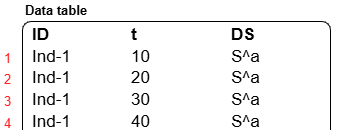 Data table
ID t DS
1 Ind-1 10 S^a
2 Ind-1 20 S^a
3 Ind-1 30 S^a
4 Ind-1 40 S^a